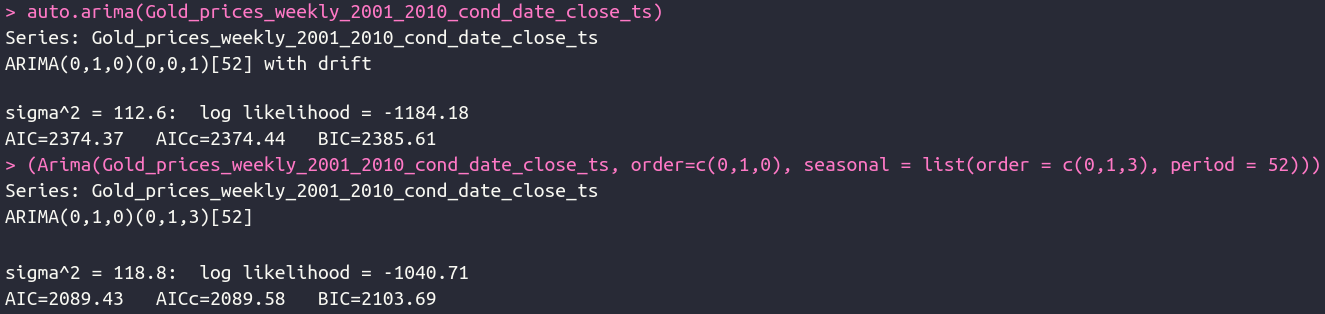 > auto.arima(Gold_prices_weekly_2001_2010_cond_date_close_ts)
Series: Gold_prices_weekly_2001_2010_cond_date_close_ts
ARIMA(0,1,0)(0,0,1)[52] with drift
sigma^2 = 112.6:  log likelihood = -1184.18
AIC=2374.37   AICc=2374.44   BIC=2385.61
> (Arima(Gold_prices_weekly_2001_2010_cond_date_close_ts, order=c(0,1,0), seasonal = list(order = c(0,1,3), period = 52)))
Series: Gold_prices_weekly_2001_2010_cond_date_close_ts
ARIMA(0,1,0)(0,1,3)[52]
sigma^2 = 118.8:  log likelihood = -1040.71
AIC=2089.43   AICc=2089.58   BIC=2103.69